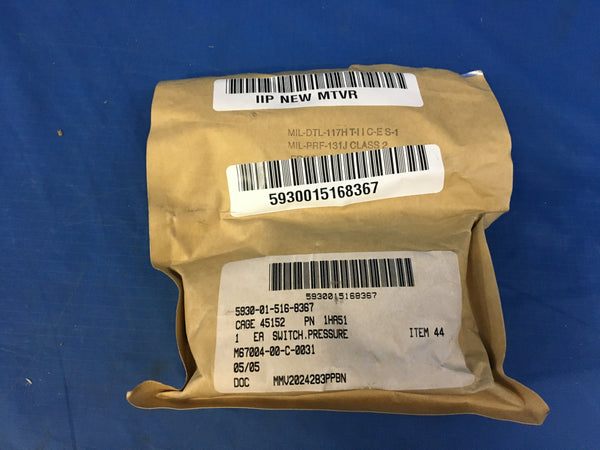 IIP NEW MTVR
MIL-DTL-117H T-I I C-E S-1
MIL-PRF-131J CLASS 2
5930015168367
5930015168367
5930-01-516-8367
CAGE 45152 PN 1HA51
1 EA SWITCH.PRESSURE ITEM 44
M67004-00-C-0031
05/05
DOC MMV2024283PPBN